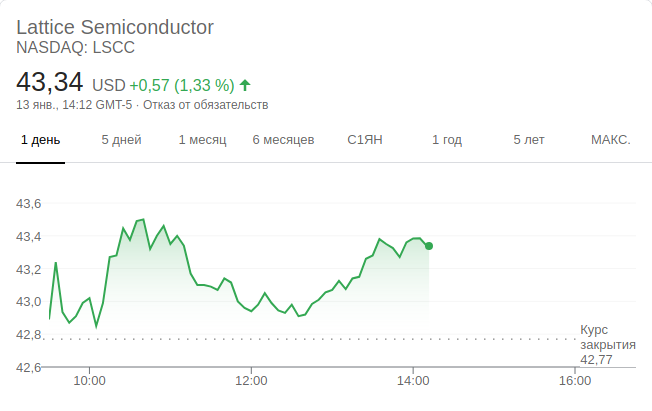 Lattice Semiconductor
NASDAQ: LSCC
43,34 USD +0,57 (1,33 %)
13 янв., 14:12 GMT-5 · Отказ от обязательств
1 день 5 дней 1 месяц 6 месяцев С1ЯН 1 год 5 лет МАКС.
43,6
43,4
43,2
43,0
42,8
42,6
Курс
закрытия
42,77
10:00 12:00 14:00 16:00